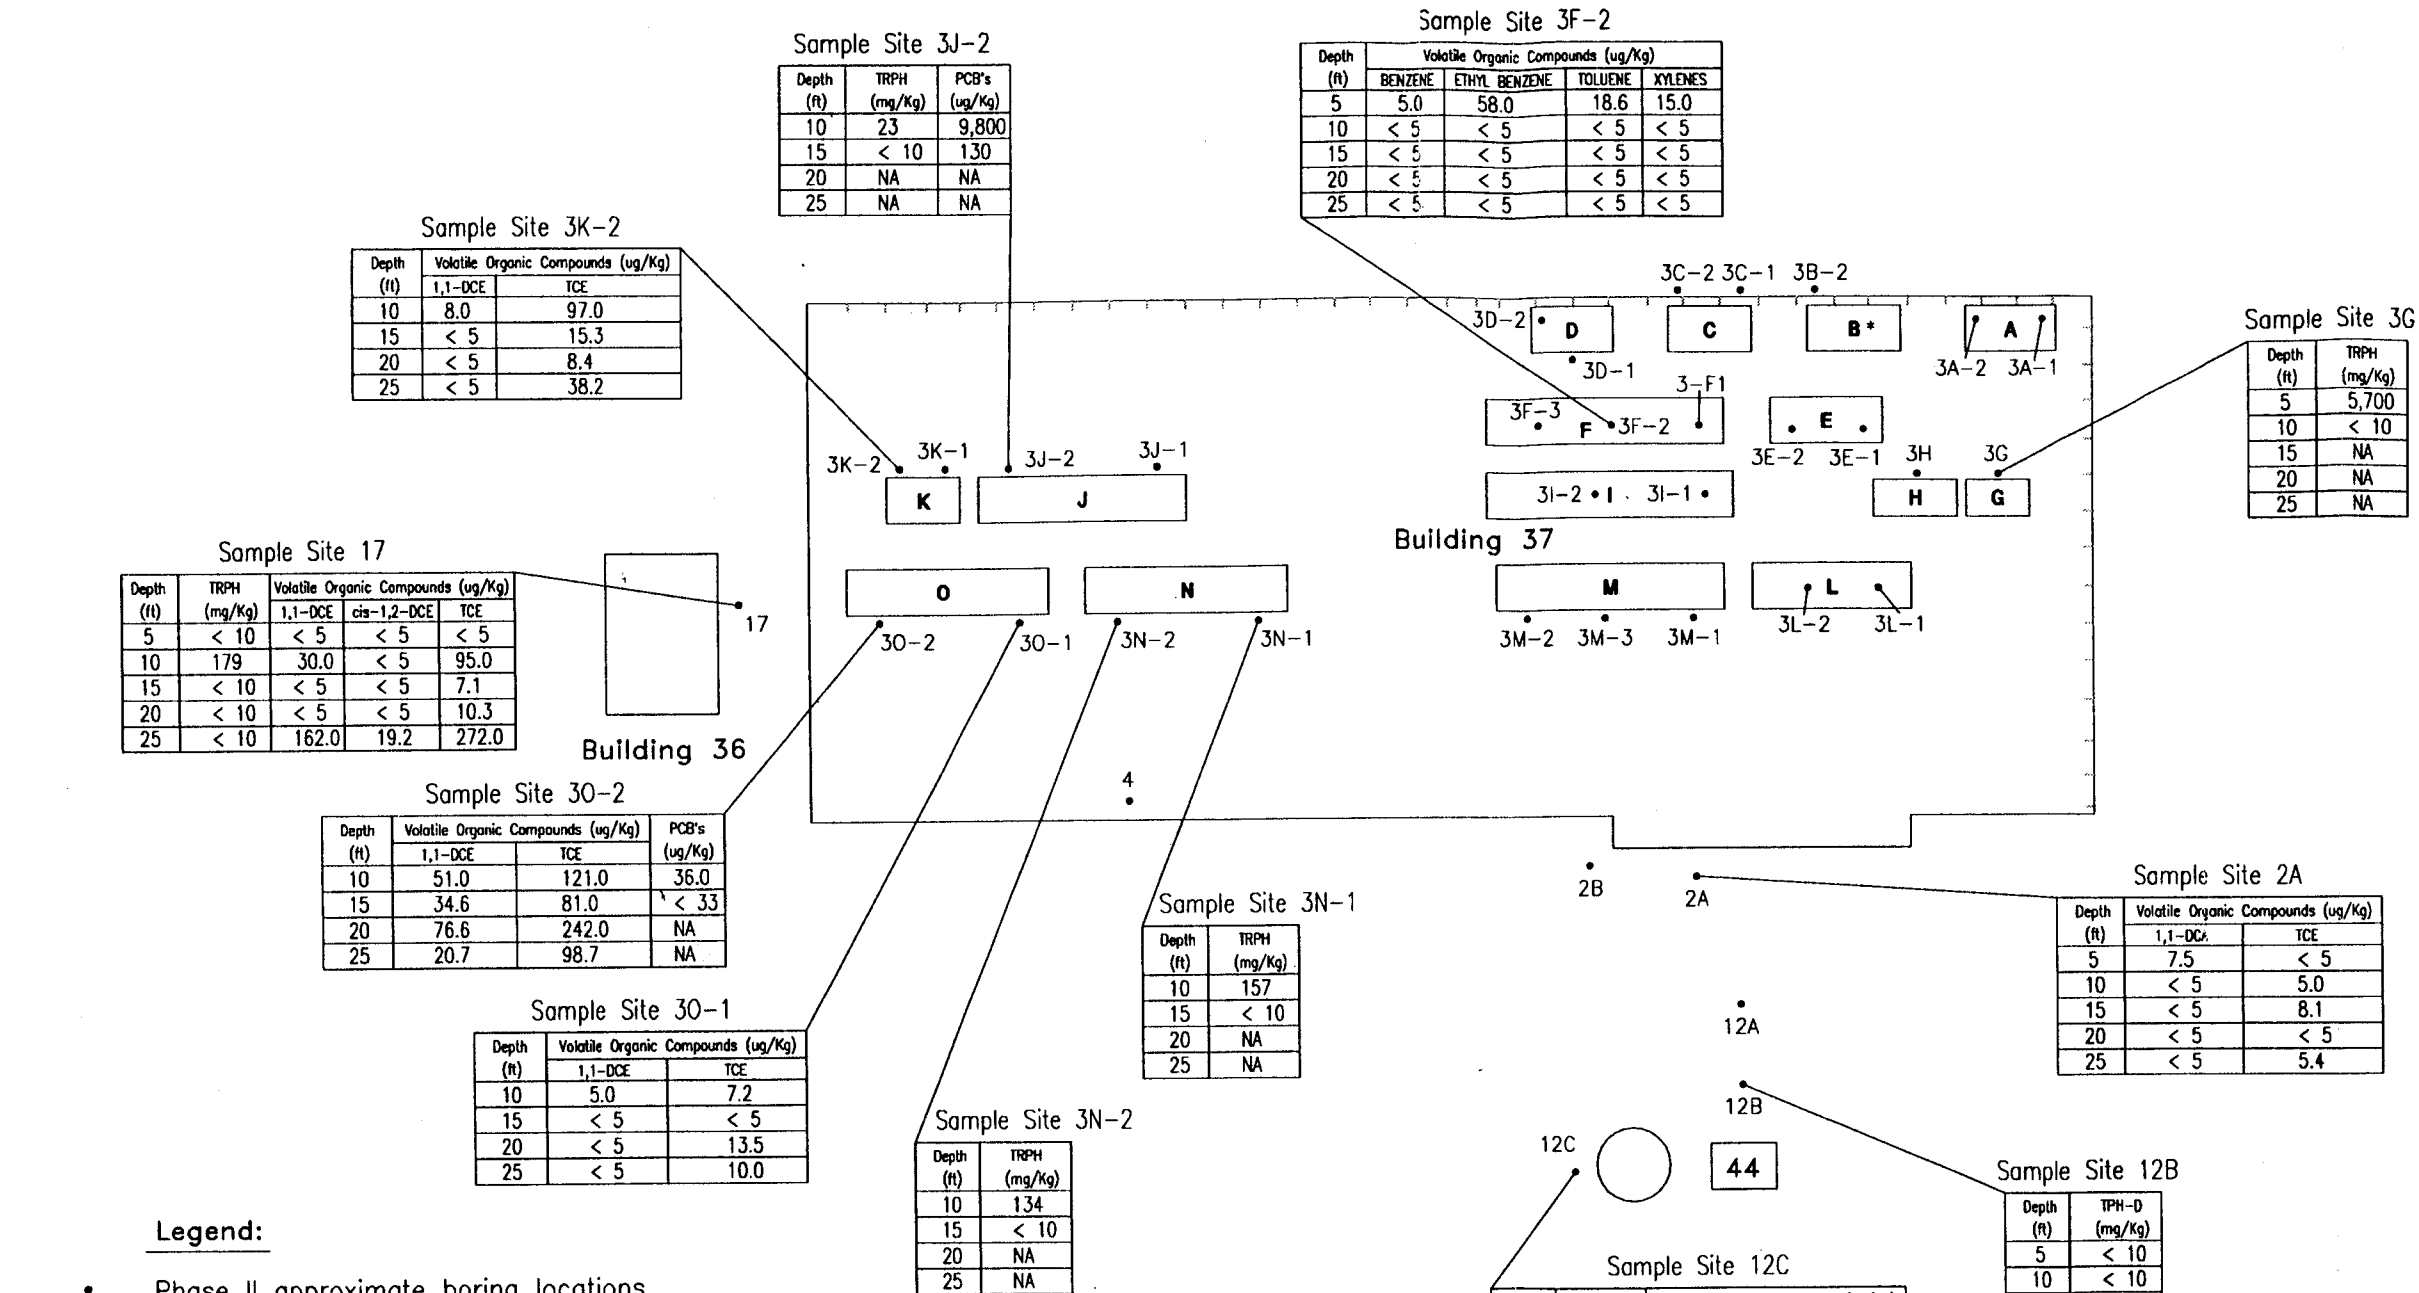 Sample Site 3F-2
Depth Volatile Organic Compounds (ug/Kg)
(ft) BENZENE ETHYL BENZENE TOLUENE XYLENES
5 5.0 58.0 18.6 15.0
10 < 5 < 5 < 5 < 5
15 < 5 < 5 < 5 < 5
20 < 5 < 5 < 5 < 5
25 < 5 < 5 < 5 < 5
Sample Site 3J-2
Depth TRPH PCB's
(ft) (mg/Kg) (ug/Kg)
10 23 9,800
15 < 10 130
20 NA NA
25 NA NA
Sample Site 3K-2
Depth Volatile Organic Compounds (ug/Kg)
(ft) 1,1-DCE TCE
10 8.0 97.0
15 < 5 15.3
20 < 5 8.4
25 < 5 38.2
3C-2 3C-1 3B-2
3D-2 D C B* A
3D-1 3A-2 3A-1
3-F1
3F-3 F 3F-2 E
3E-2 3E-1
3H 3G
3K-2 3K-1 3J-2 3J-1
K J
3I-2 I 3I-1 H G
Building 37
Sample Site 3G
Depth TRPH
(ft) (mg/Kg)
5 5,700
10 < 10
15 NA
20 NA
25 NA
Sample Site 17
Depth TRPH Volatile Organic Compounds (ug/Kg)
(ft) (mg/Kg) 1,1-DCE cis-1,2-DCE TCE
5 < 10 < 5 < 5 < 5
10 179 30.0 < 5 95.0
15 < 10 < 5 < 5 7.1
20 < 10 < 5 < 5 10.3
25 < 10 162.0 19.2 272.0
17
Building 36
O N M L
3O-2 3O-1 3N-2 3N-1 3M-2 3M-3 3M-1 3L-2 3L-1
4
Sample Site 3O-2
Depth Volatile Organic Compounds (ug/Kg) PCB's
(ft) 1,1-DCE TCE (ug/Kg)
10 51.0 121.0 36.0
15 34.6 81.0 < 33
20 76.6 242.0 NA
25 20.7 98.7 NA
2B 2A
Sample Site 3N-1
Depth TRPH
(ft) (mg/Kg)
10 157
15 < 10
20 NA
25 NA
Sample Site 2A
Depth Volatile Organic Compounds (ug/Kg)
(ft) 1,1-DCA TCE
5 7.5 < 5
10 < 5 5.0
15 < 5 8.1
20 < 5 < 5
25 < 5 5.4
Sample Site 3O-1
Depth Volatile Organic Compounds (ug/Kg)
(ft) 1,1-DCE TCE
10 5.0 7.2
15 < 5 < 5
20 < 5 13.5
25 < 5 10.0
12A
12B
12C
44
Sample Site 3N-2
Depth TRPH
(ft) (mg/Kg)
10 134
15 < 10
20 NA
25 NA
Sample Site 12B
Depth TPH-D
(ft) (mg/Kg)
5 < 10
10 < 10
Sample Site 12C
Legend:
Phase II approximate boring locations